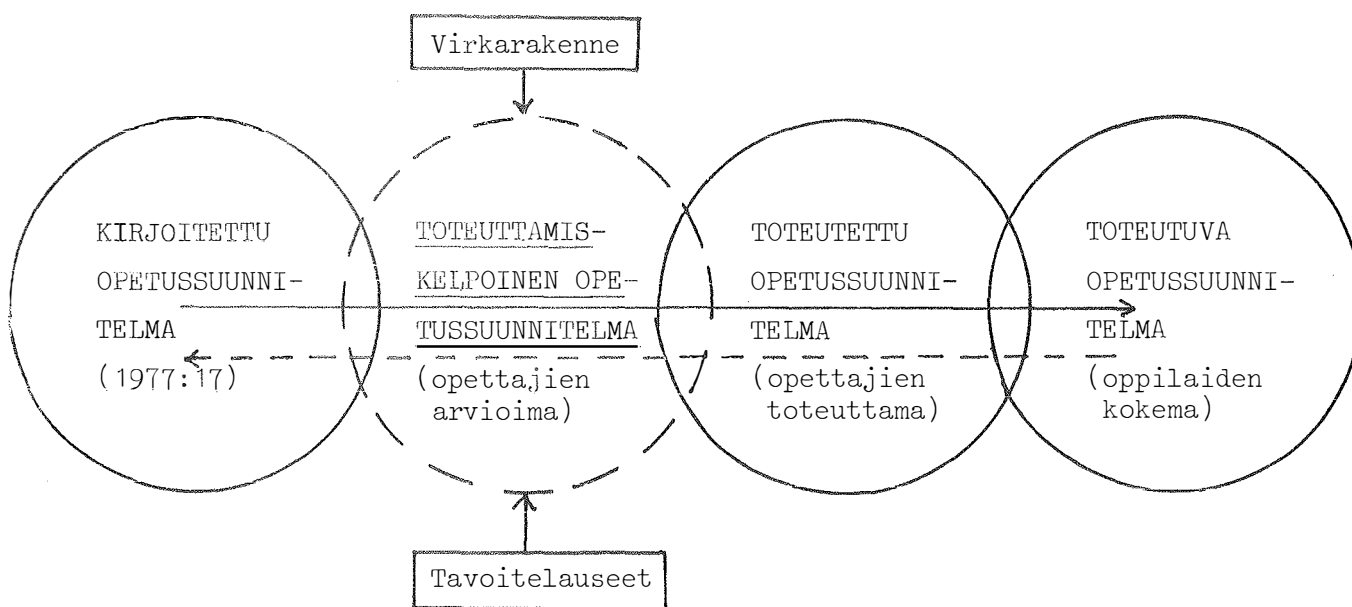 Virkarakenne
KIRJOITETTU
OPETUSSUUNNI-
TELMA
(1977:17)
TOTEUTTAMIS-
KELPOINEN OPE-
TUSSUUNNITELMA
(opettajien
arvioima)
TOTEUTETTU
OPETUSSUUNNI-
TELMA
(opettajien
toteuttama)
TOTEUTUVA
OPETUSSUUNNI-
TELMA
(oppilaiden
kokema)
Tavoitelauseet